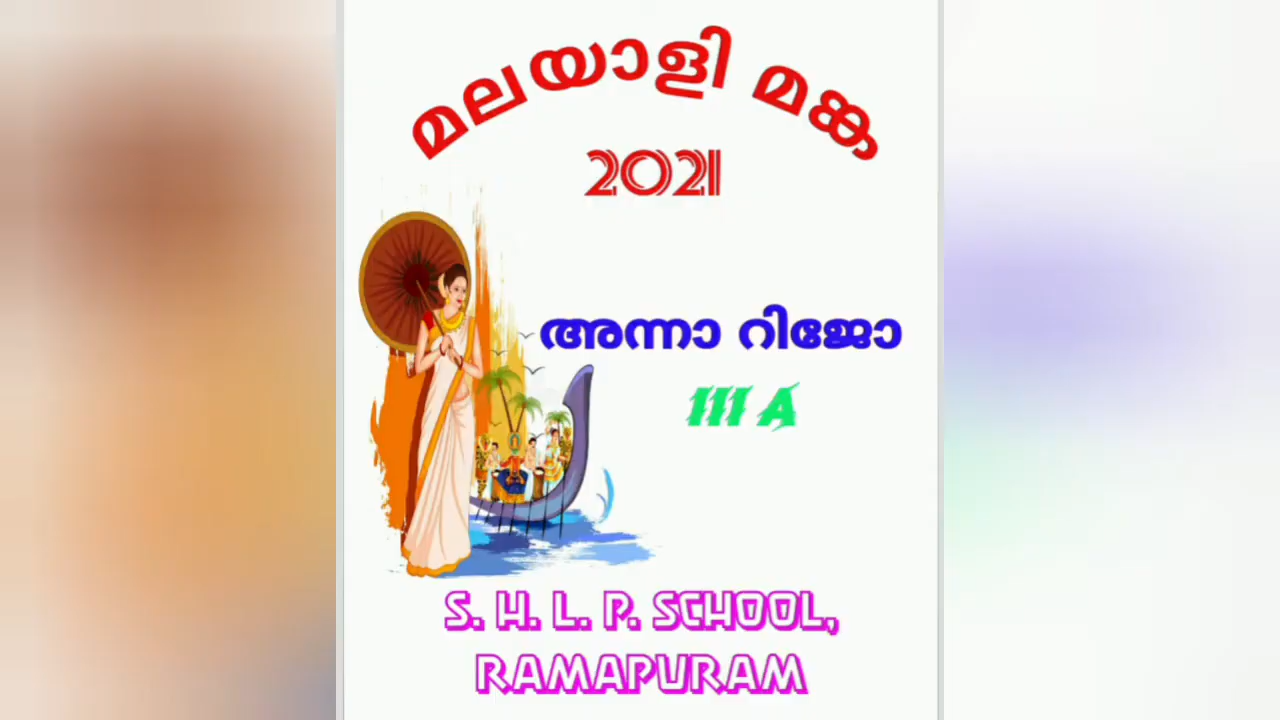 മലയാളി മങ്ക
2021
അന്നാ റിജോ
III A
S. H. L. P. SCHOOL,
RAMAPURAM